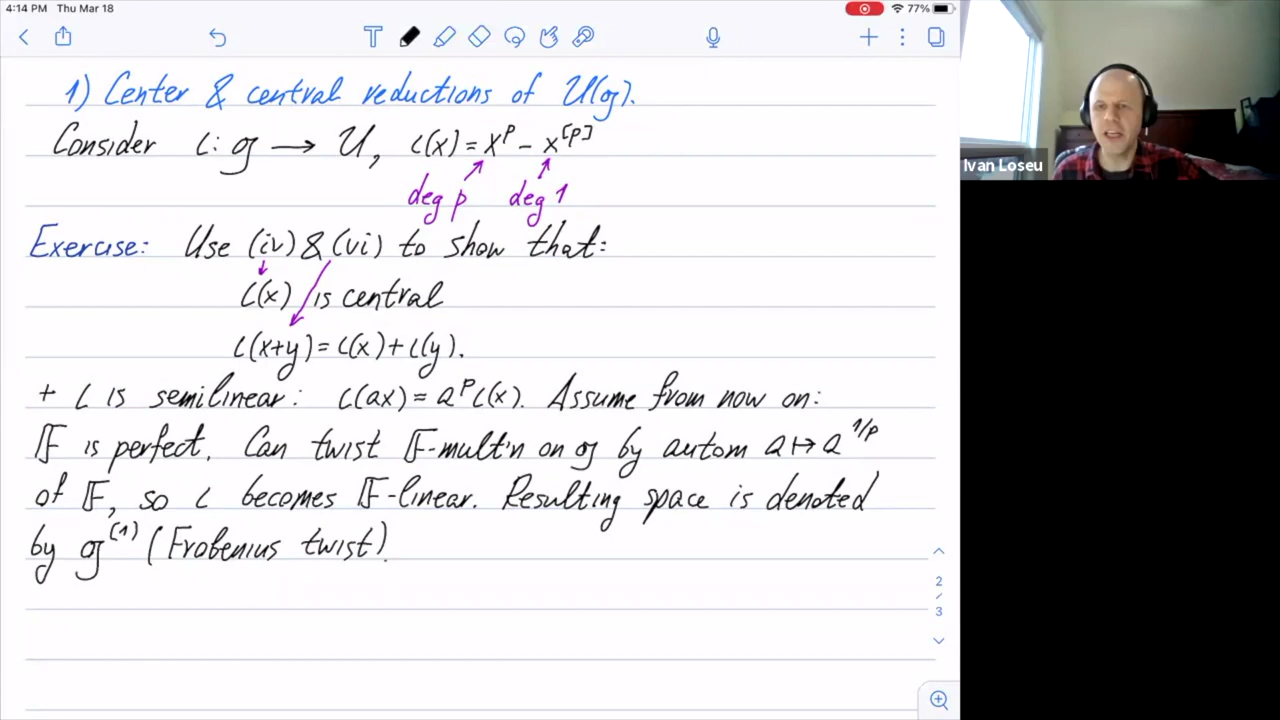 4:14 PM Thu Mar 18
77%
1) Center & central reductions of U(g).
Consider ι: g → U, ι(x) = x^p - x^[p]
deg p deg 1
Exercise: Use (iv) & (vi) to show that:
ι(x) is central
ι(x+y) = ι(x) + ι(y).
+ ι is semilinear: ι(ax) = a^p ι(x). Assume from now on:
𝔽 is perfect. Can twist 𝔽-mult'n on g by autom a ↦ a^{1/p}
of 𝔽, so ι becomes 𝔽-linear. Resulting space is denoted
by g^(1) (Frobenius twist).
2
/
3
Ivan Loseu